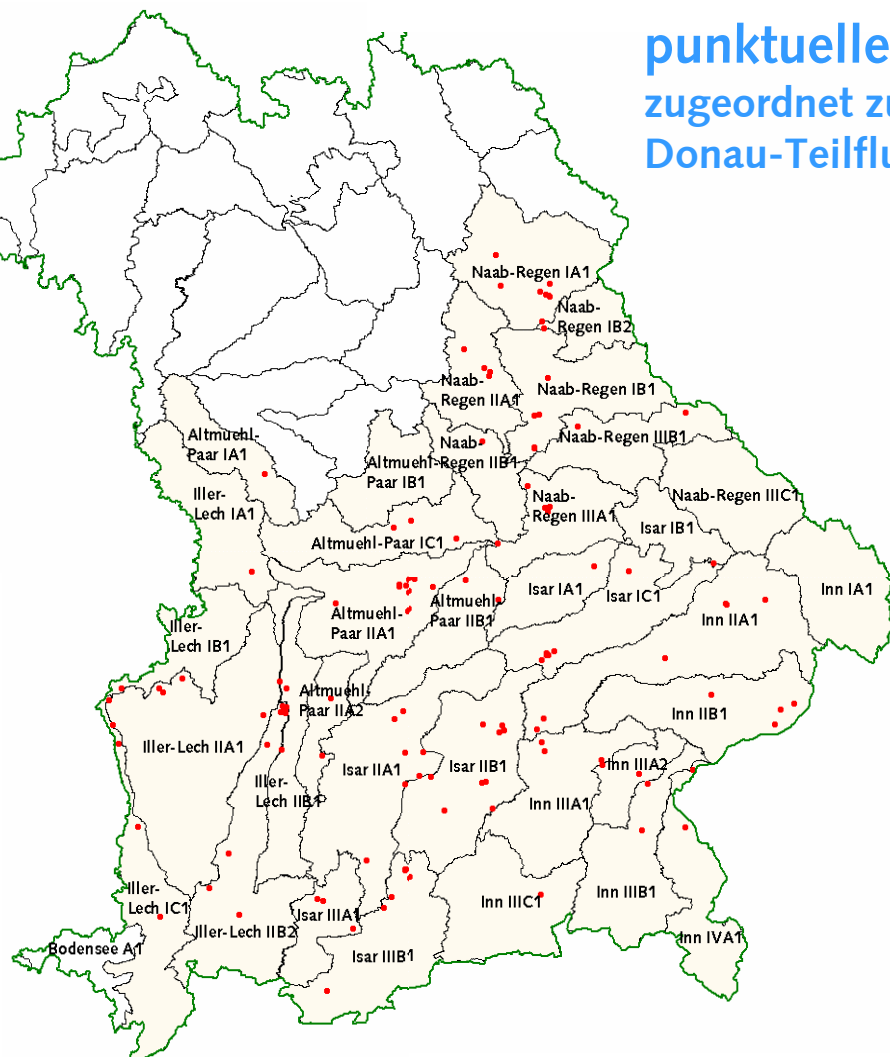 punktuelle
zugeordnet zu
Donau-Teilflu
Naab-Regen IA1
Naab-
Regen IB2
Naab-
Regen IIA1
Naab-Regen IB1
Altmuehl-
Paar IA1
Naab-
Regen IIB1
Naab-Regen IIIB1
Altmuehl-
Paar IB1
Iller-
Lech IA1
Naab-
Regen IIIA1
Naab-Regen IIIC1
Isar IB1
Altmuehl-Paar IC1
Isar IA1
Isar IC1
Inn IA1
Altmuehl-
Paar IIA1
Altmuehl-
Paar IIB1
Inn IIA1
Iller-
Lech IB1
Altmuehl-
Paar IIA2
Inn IIB1
Iller-Lech IIA1
Isar IIA1
Isar IIB1
Inn IIIA2
Iller-
Lech IIB1
Inn IIIA1
Iller-
Lech IC1
Isar IIIA1
Inn IIIC1
Inn IIIB1
Iller-Lech IIB2
Bodensee A1
Isar IIIB1
Inn IVA1